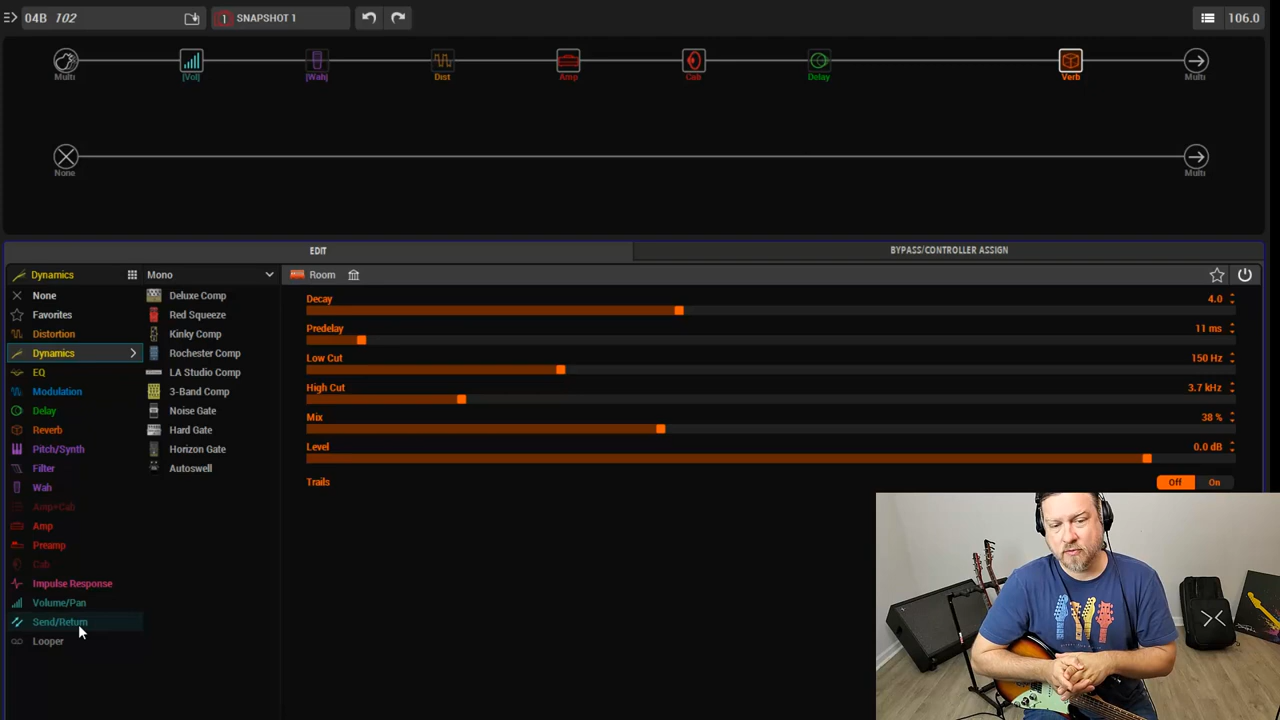 04B 102
1 SNAPSHOT 1
106.0
Multi
[Vol]
[Wah]
Dist
Amp
Cab
Delay
Verb
Multi
None
Multi
EDIT
BYPASS/CONTROLLER ASSIGN
Dynamics
Mono
Room
None
Favorites
Distortion
Dynamics
EQ
Modulation
Delay
Reverb
Pitch/Synth
Filter
Wah
Amp+Cab
Amp
Preamp
Cab
Impulse Response
Volume/Pan
Send/Return
Looper
Deluxe Comp
Red Squeeze
Kinky Comp
Rochester Comp
LA Studio Comp
3-Band Comp
Noise Gate
Hard Gate
Horizon Gate
Autoswell
Decay 4.0
Predelay 11 ms
Low Cut 150 Hz
High Cut 3.7 kHz
Mix 38 %
Level 0.0 dB
Trails Off On